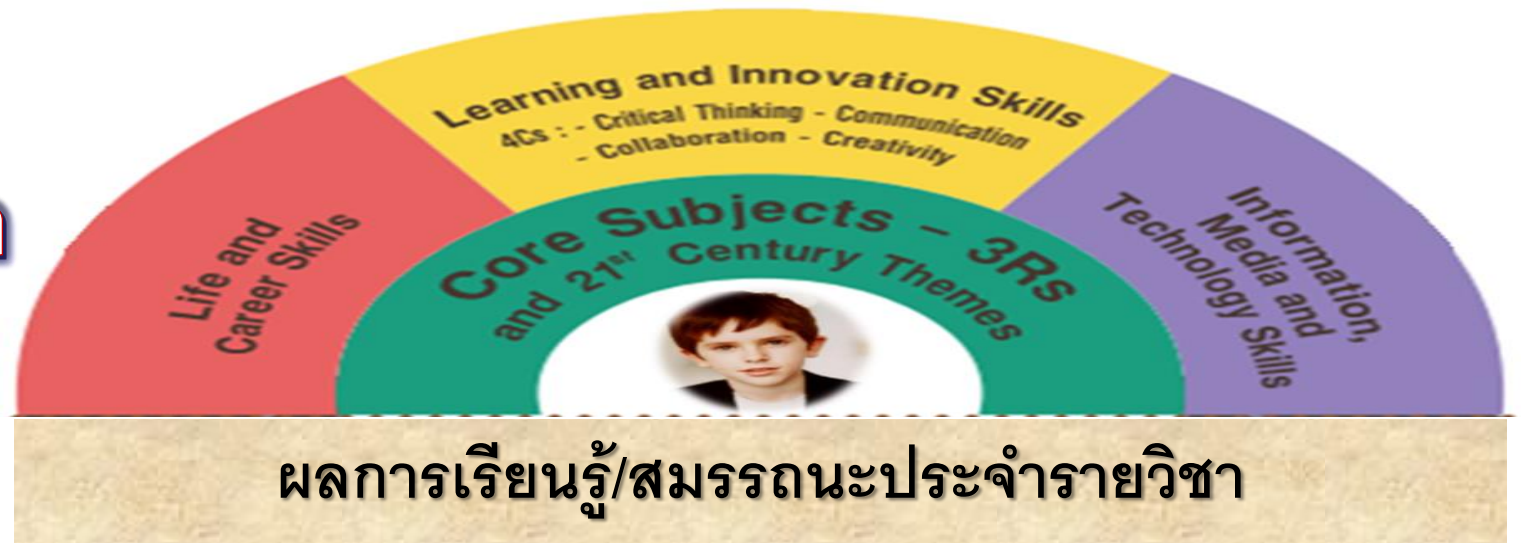 Learning and Innovation Skills
4Cs : - Critical Thinking - Communication
- Collaboration - Creativity
Life and
Career Skills
Core Subjects - 3Rs
and 21st Century Themes
Information,
Media and
Technology Skills
ผลการเรียนรู้/สมรรถนะประจำรายวิชา